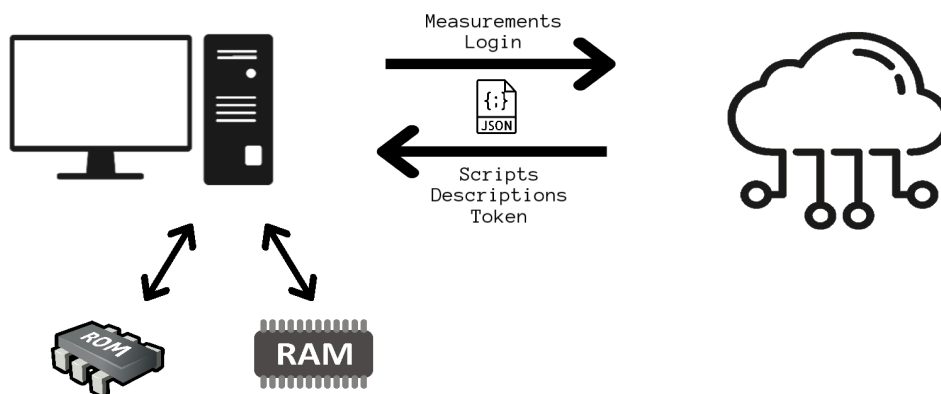 Measurements
Login
{;}
JSON
Scripts
Descriptions
Token
ROM
RAM